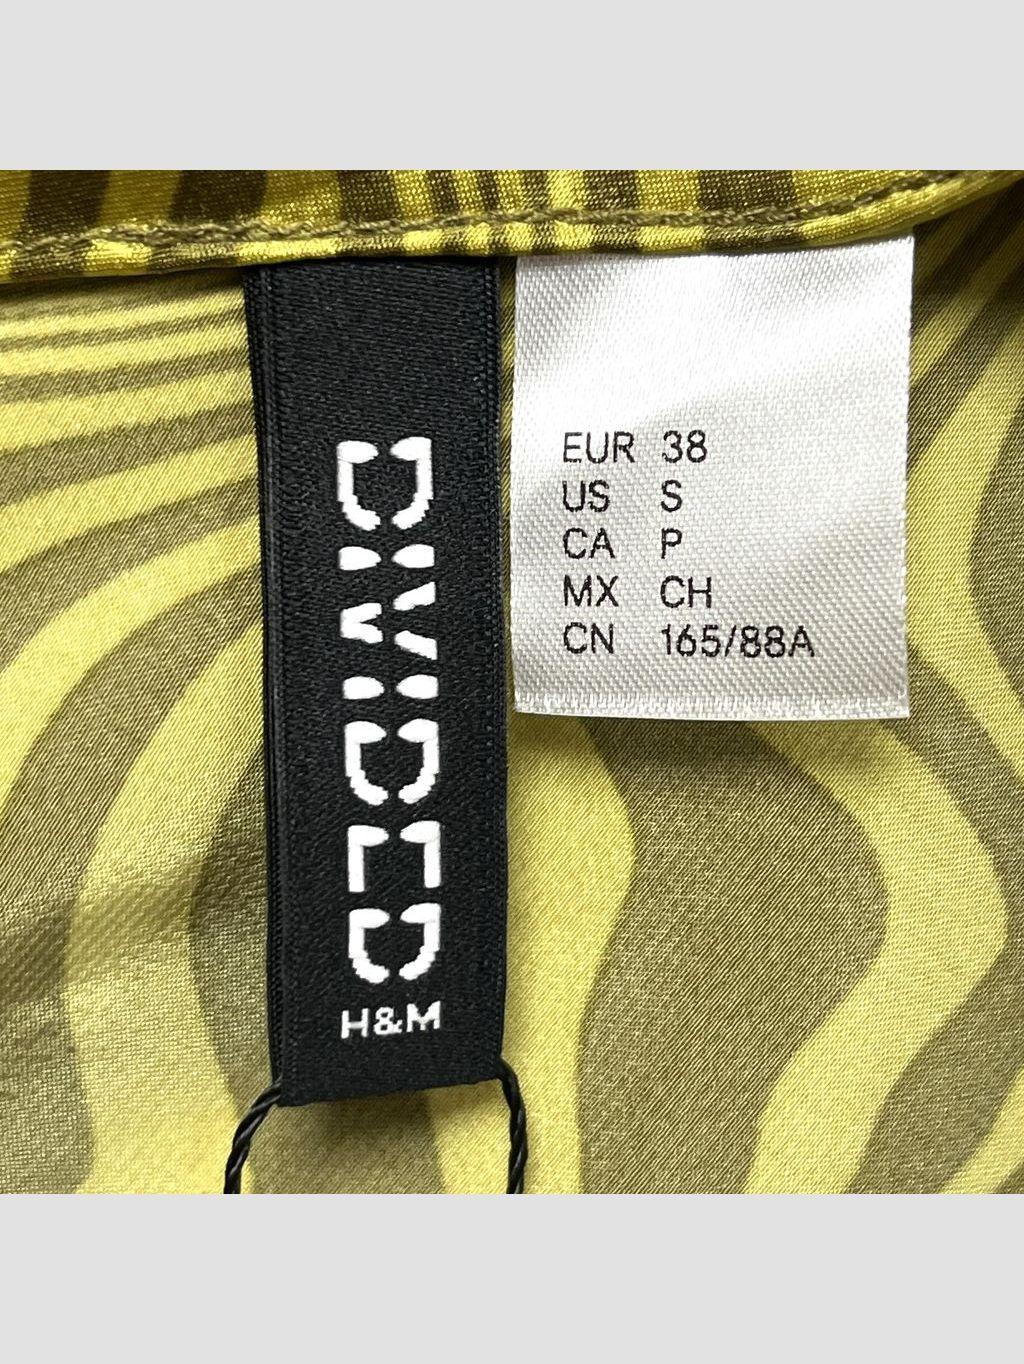 DIVIDED
H&M
EUR 38
US S
CA P
MX CH
CN 165/88A